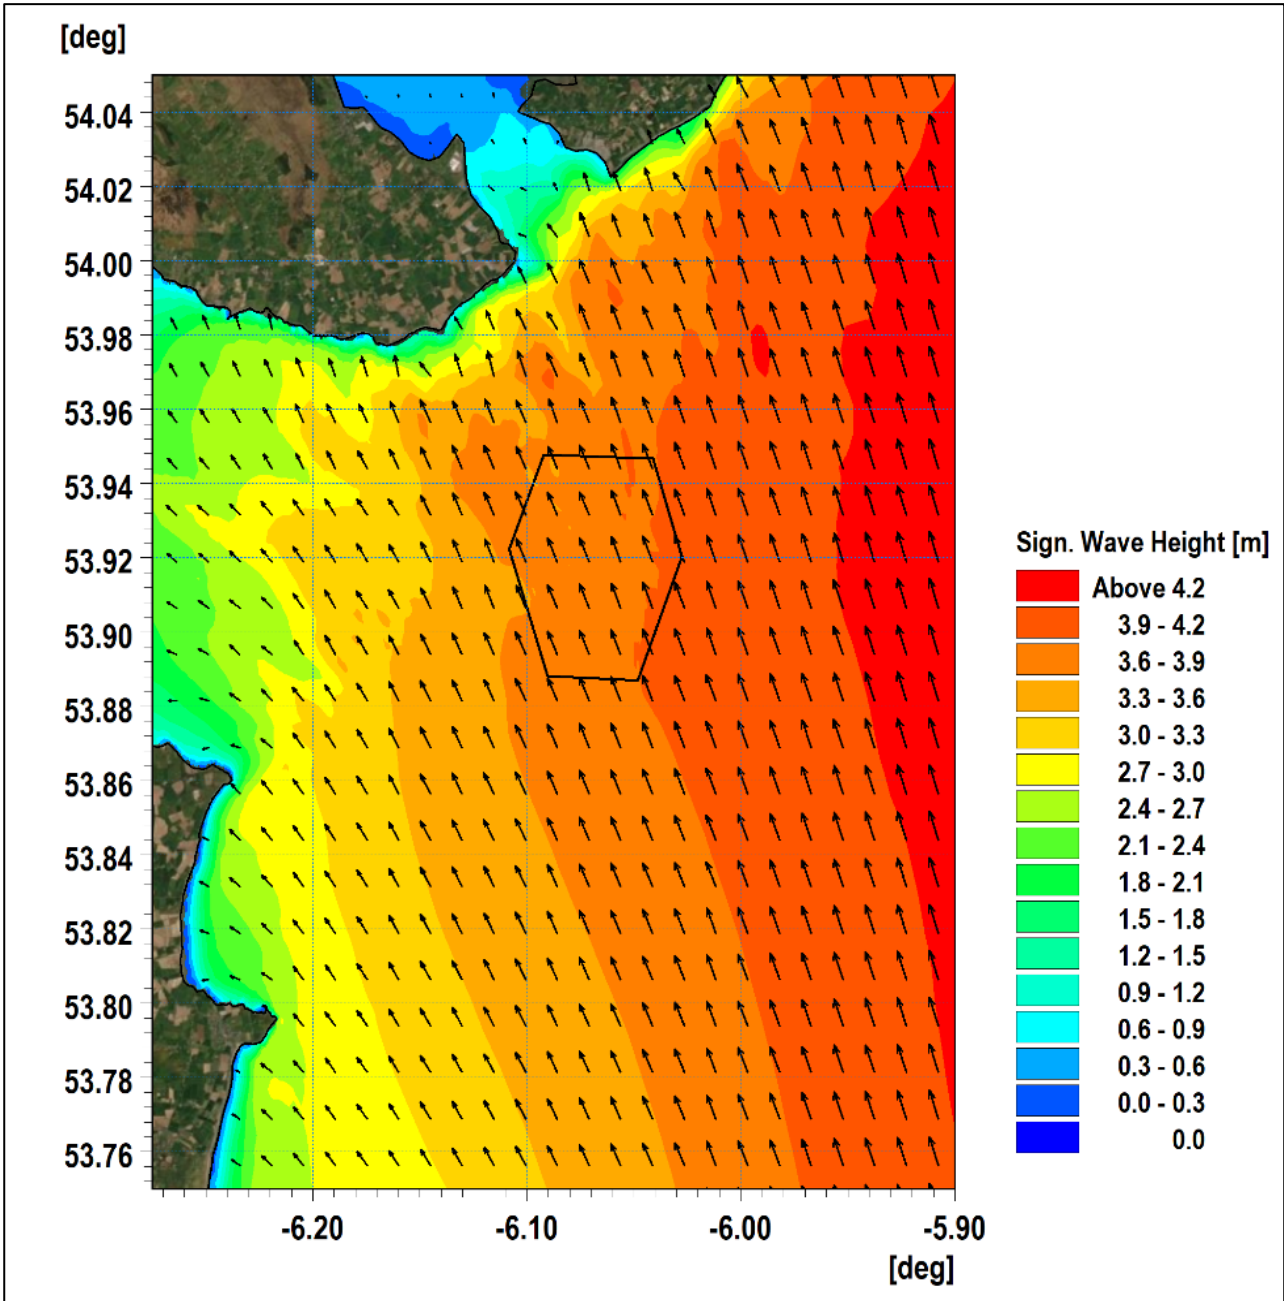 [deg]
54.04
54.02
54.00
53.98
53.96
53.94
53.92
53.90
53.88
53.86
53.84
53.82
53.80
53.78
53.76
-6.20 -6.10 -6.00 -5.90
[deg]
Sign. Wave Height [m]
Above 4.2
3.9 - 4.2
3.6 - 3.9
3.3 - 3.6
3.0 - 3.3
2.7 - 3.0
2.4 - 2.7
2.1 - 2.4
1.8 - 2.1
1.5 - 1.8
1.2 - 1.5
0.9 - 1.2
0.6 - 0.9
0.3 - 0.6
0.0 - 0.3
0.0